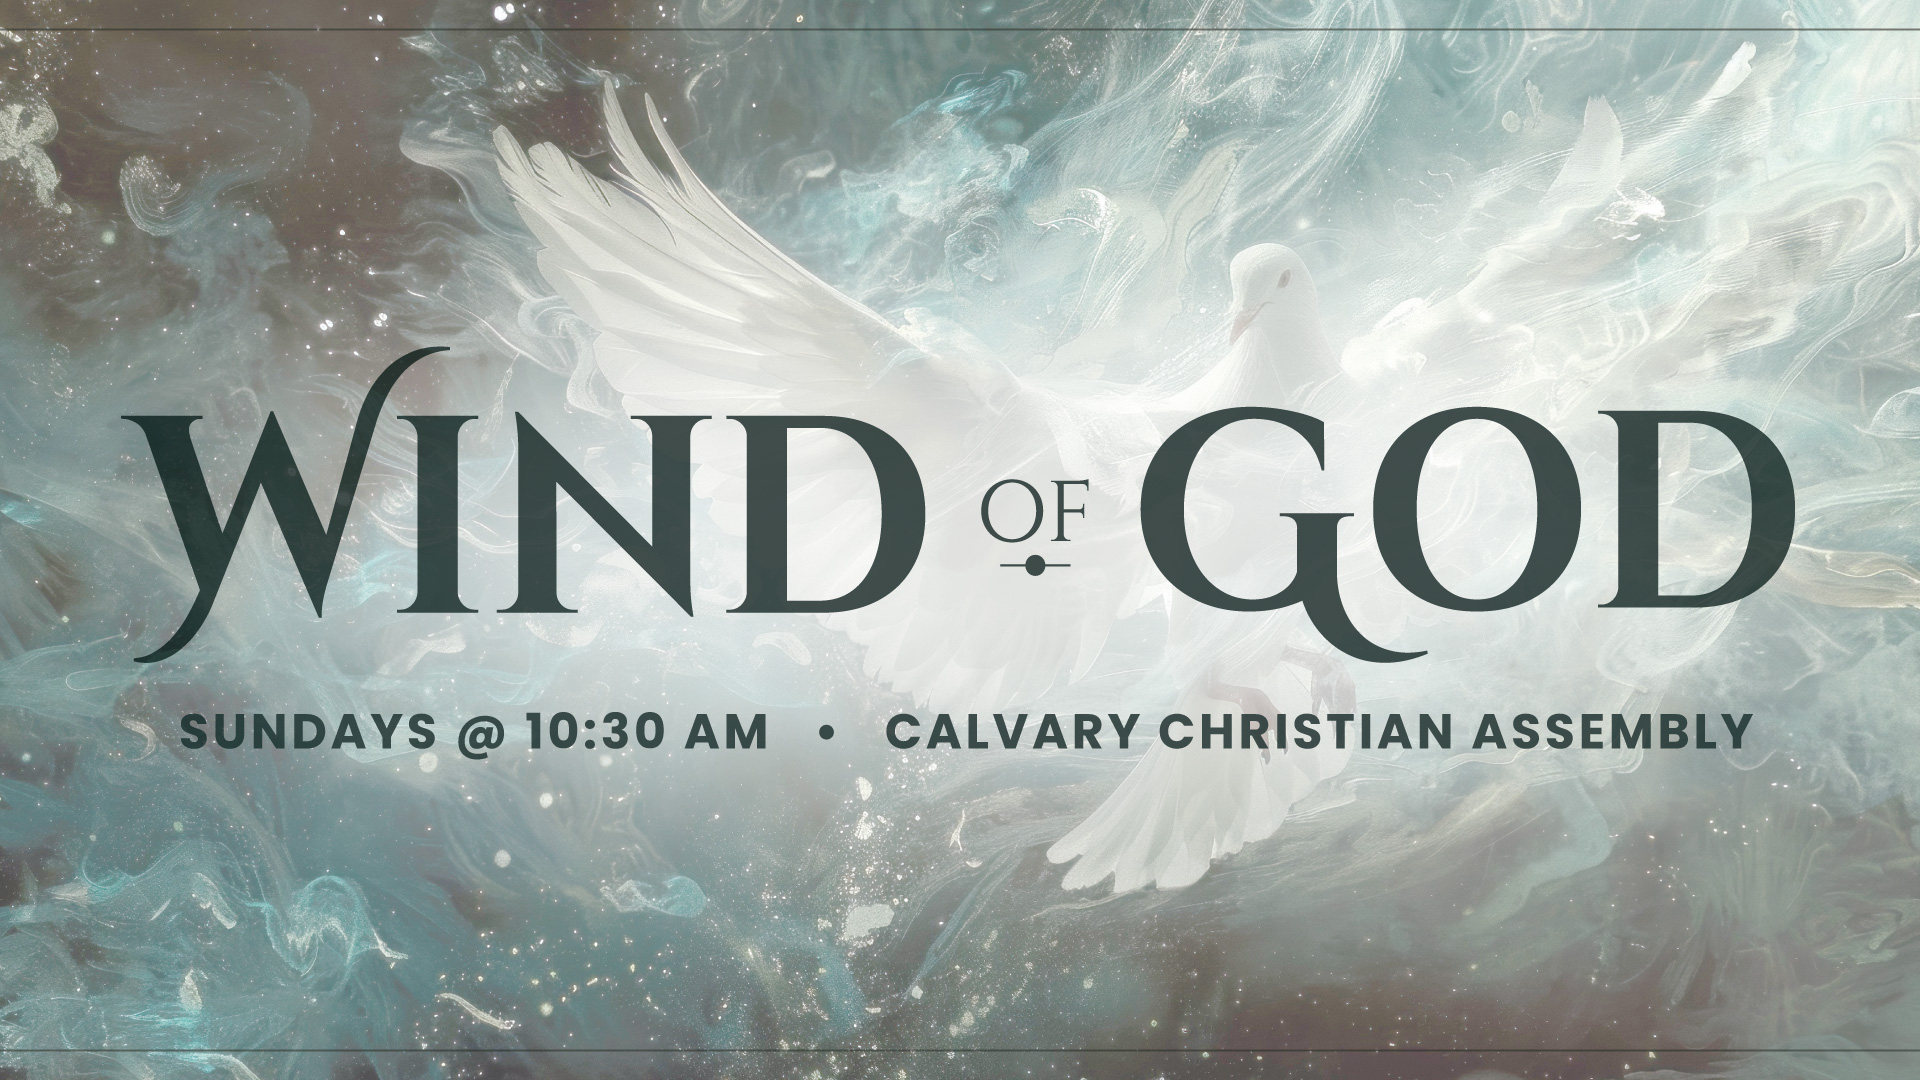 WIND OF GOD
SUNDAYS @ 10:30 AM • CALVARY CHRISTIAN ASSEMBLY